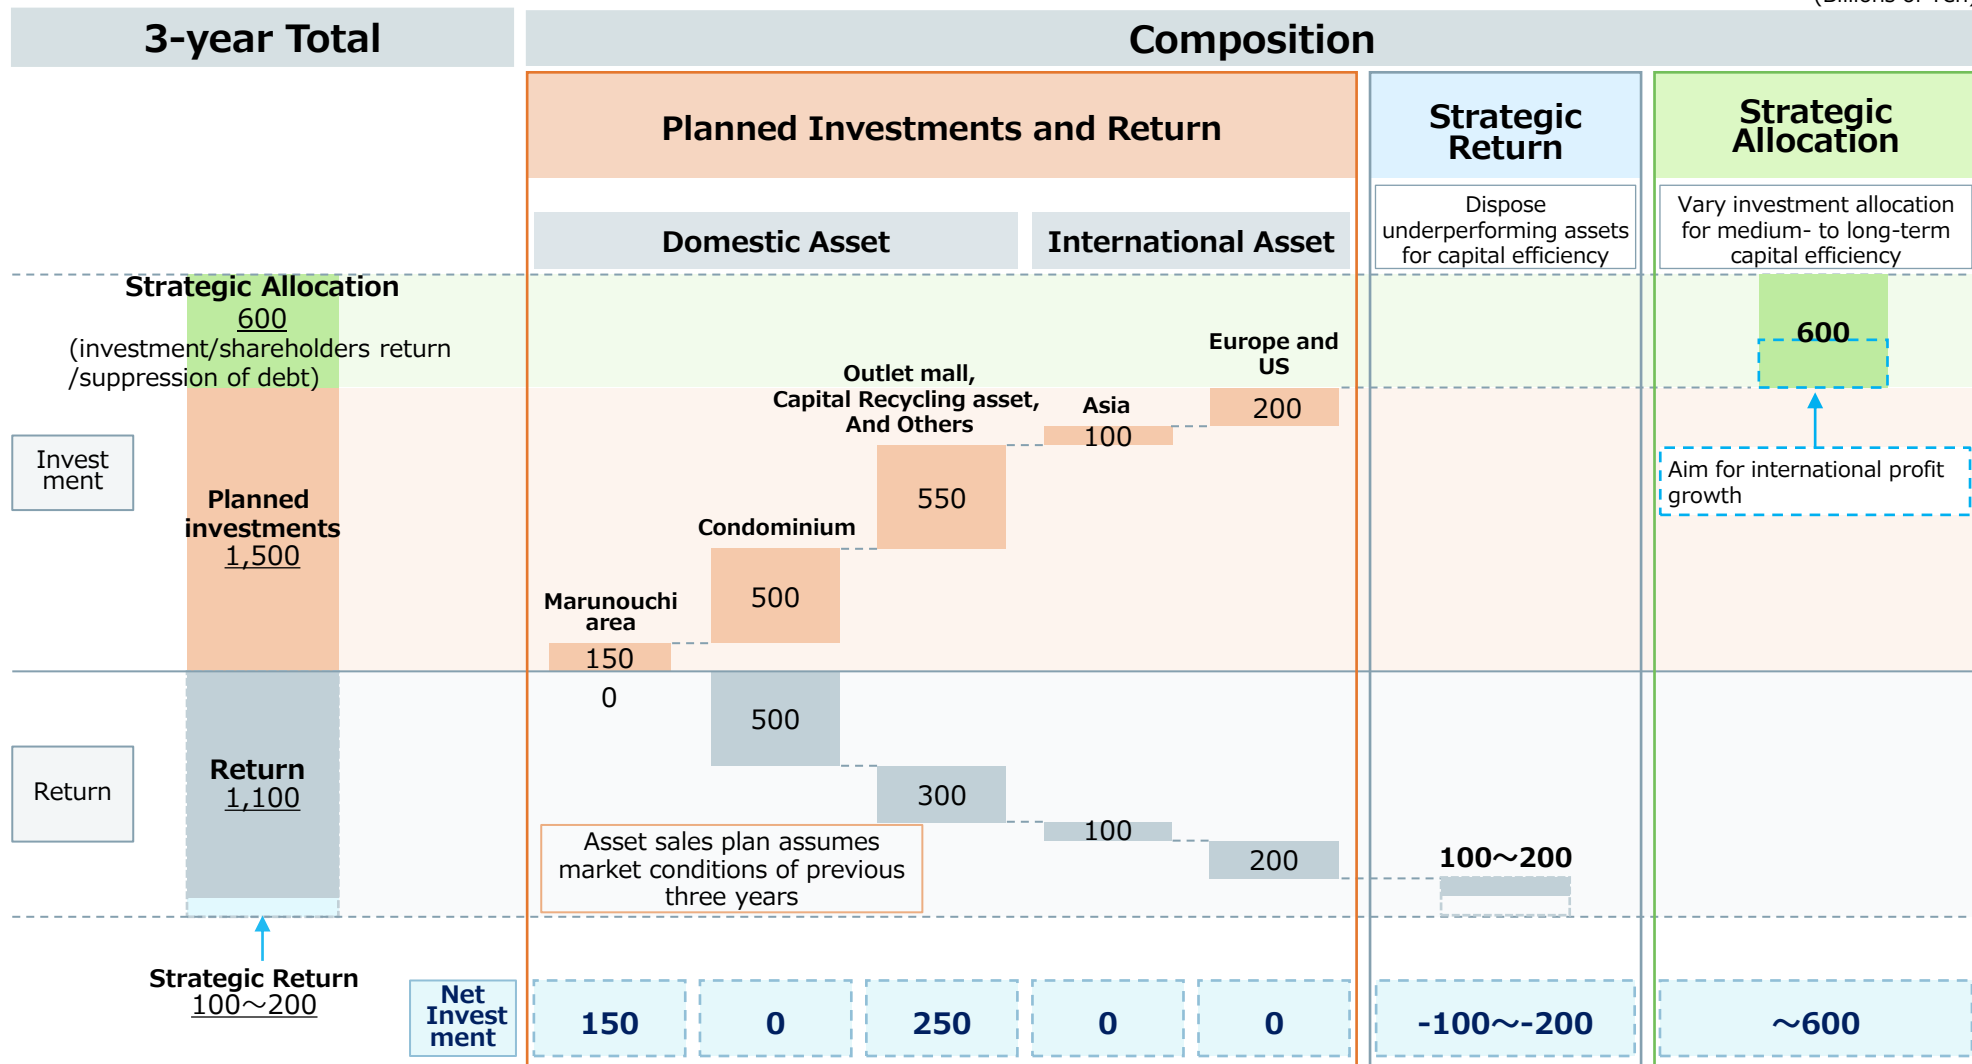 (Billions of Yen)
3-year Total
Composition
Planned Investments and Return
Strategic
Return
Strategic
Allocation
Dispose
underperforming assets
for capital efficiency
Vary investment allocation
for medium- to long-term
capital efficiency
Domestic Asset
International Asset
Strategic Allocation
600
(investment/shareholders return
/suppression of debt)
600
Europe and
US
200
Outlet mall,
Capital Recycling asset,
And Others
550
Asia
100
Aim for international profit
growth
Invest
ment
Planned
investments
1,500
Condominium
500
Marunouchi
area
150
0
500
Return
Return
1,100
300
100
200
100～200
Asset sales plan assumes
market conditions of previous
three years
Strategic Return
100～200
Net
Invest
ment
150
0
250
0
0
-100～-200
～600